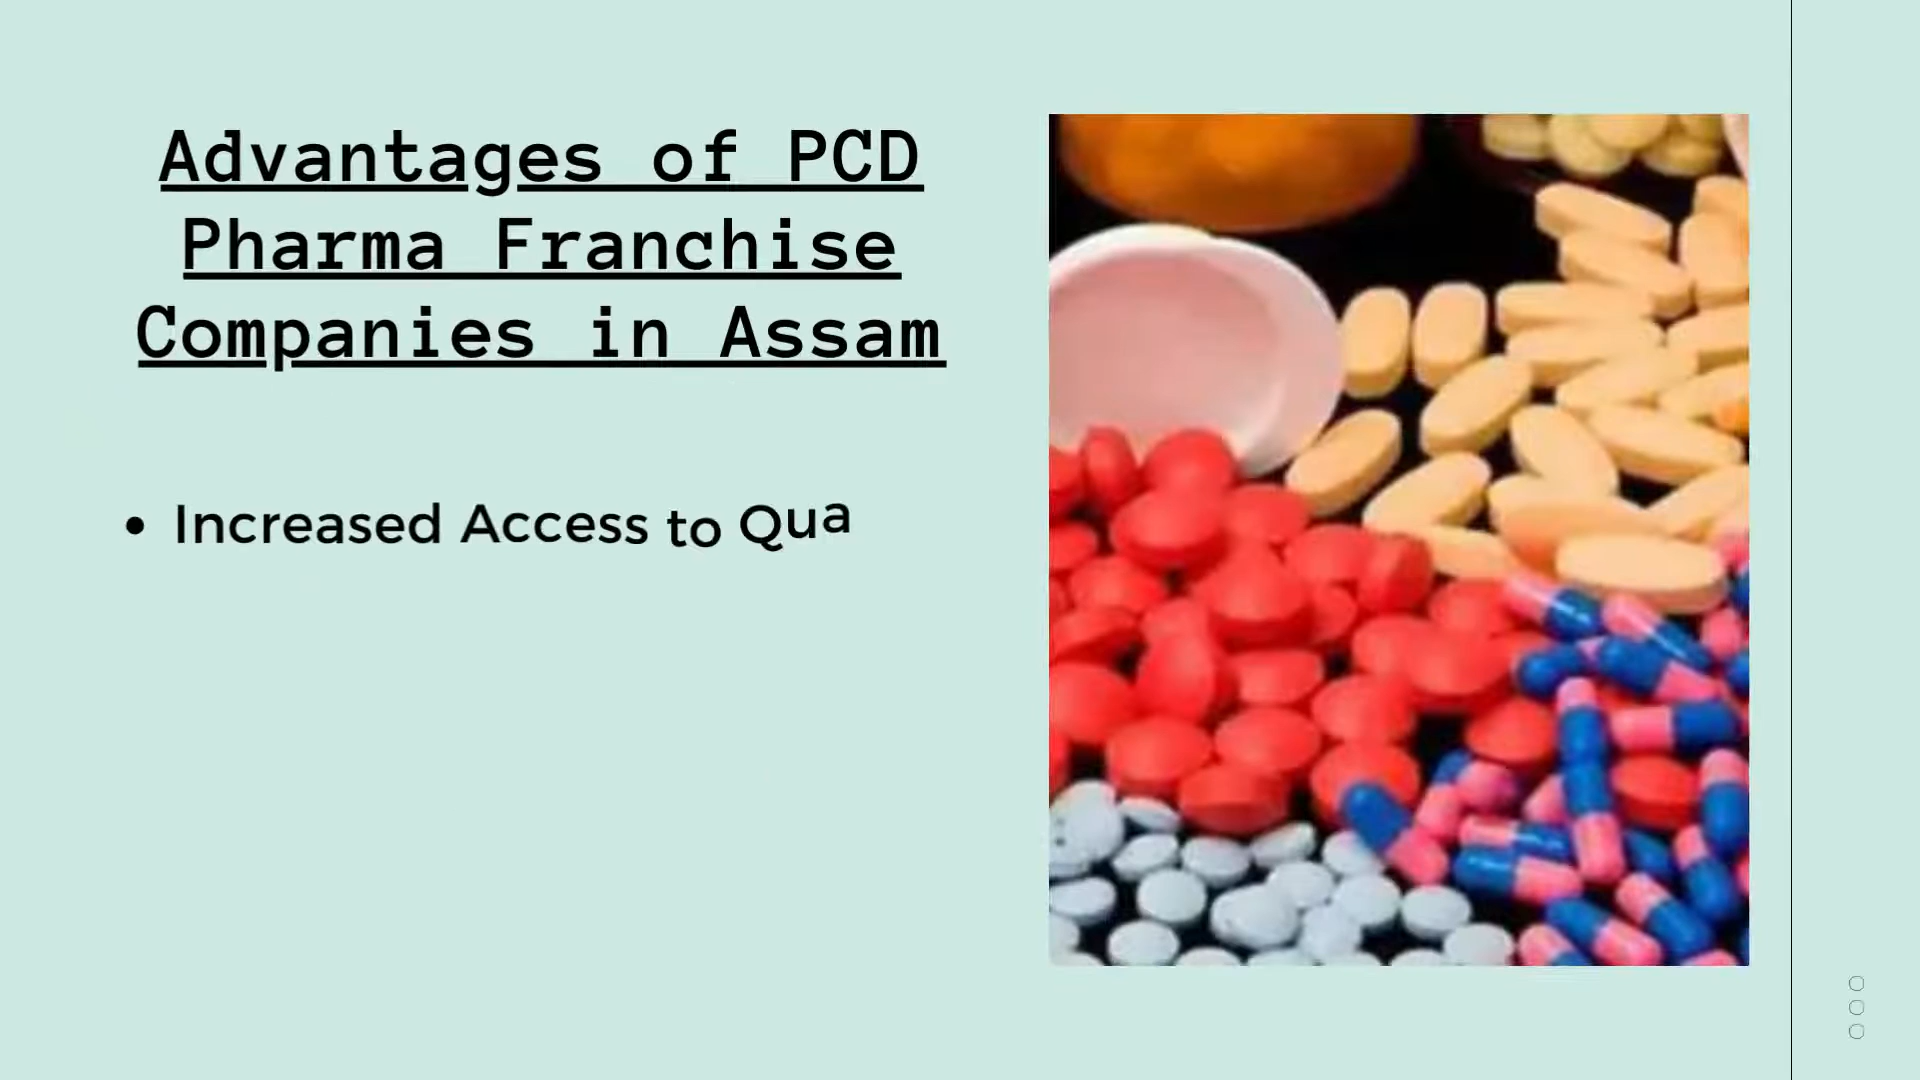 Advantages of PCD
Pharma Franchise
Companies in Assam
• Increased Access to Qua